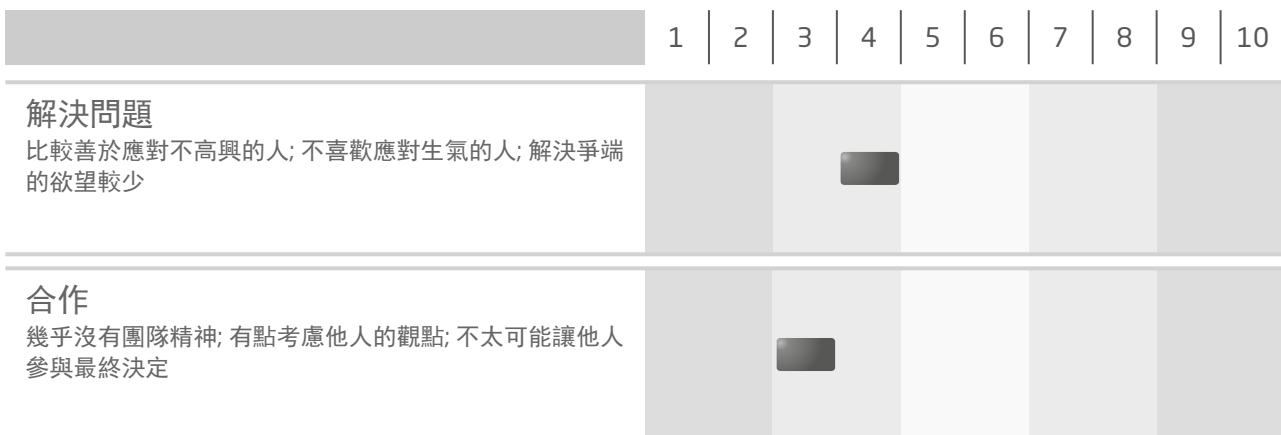 1 2 3 4 5 6 7 8 9 10
解決問題
比較善於應對不高興的人; 不喜歡應對生氣的人; 解決爭端
的欲望較少
合作
幾乎沒有團隊精神; 有點考慮他人的觀點; 不太可能讓他人
參與最終決定